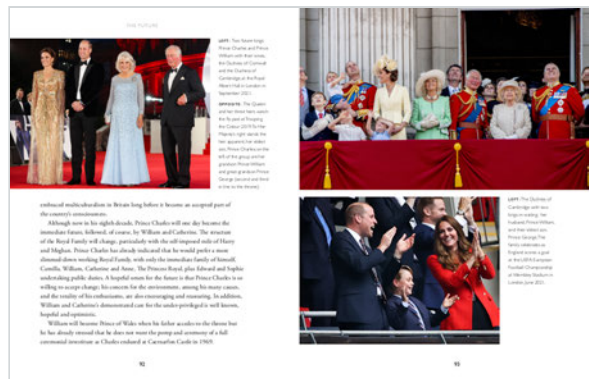 THE FUTURE
LEFT: Two future kings
Prince Charles and Prince
William with their wives,
the Duchess of Cornwall
and the Duchess of
Cambridge, at the Royal
Albert Hall in London in
September 2021.
OPPOSITE: The Queen
and her three heirs watch
the fly past at Trooping
the Colour 2019. To Her
Majesty's right stands the
heir apparent, her eldest
son, Prince Charles; on the
left of the group are her
grandson Prince William
and great grandson Prince
George (second and third
in line to the throne).
embraced multiculturalism in Britain long before it became an accepted part of
the country's consciousness.
Although now in his eighth decade, Prince Charles will one day become the
immediate future, followed, of course, by William and Catherine. The structure
of the Royal Family will change, particularly with the self-imposed exile of Harry
and Meghan. Prince Charles has already indicated that he would prefer a more
slimmed-down working Royal Family, with only the immediate family of himself,
Camilla, William, Catherine and Anne, The Princess Royal, plus Edward and Sophie
undertaking public duties. A hopeful future for the is that Prince Charles is so
willing to accept change; his concern for the environment, among his many causes,
and the totality of his enthusiasms, are also encouraging and reassuring. In addition,
William and Catherine's demonstrated care for the under-privileged is well known,
hopeful and optimistic.
William will become Prince of Wales when his father accedes to the throne but
he has already stressed that he does not want the pomp and ceremony of a full
ceremonial investiture as Charles endured at Caernarfon Castle in 1969.
92
LEFT: The Duchess of
Cambridge with two
kings-in-waiting, her
husband Prince William,
and their eldest son,
Prince George. The
family celebrates as
England scores a goal
at the UEFA European
Football Championship
at Wembley Stadium in
London, June 2021.
93